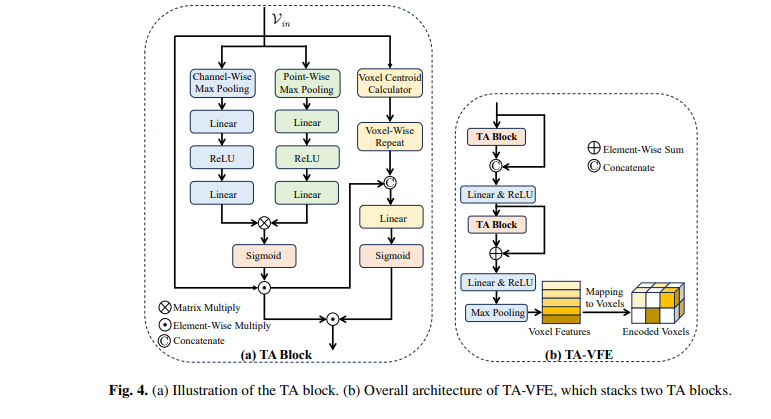 𝒱in
Channel-Wise
Max Pooling
Linear
ReLU
Linear
Point-Wise
Max Pooling
Linear
ReLU
Linear
Voxel Centroid
Calculator
Voxel-Wise
Repeat
Linear
Sigmoid
Sigmoid
Matrix Multiply
Element-Wise Multiply
Concatenate
(a) TA Block
TA Block
Linear & ReLU
TA Block
Linear & ReLU
Max Pooling
Element-Wise Sum
Concatenate
Mapping
to Voxels
Voxel Features
Encoded Voxels
(b) TA-VFE
Fig. 4. (a) Illustration of the TA block. (b) Overall architecture of TA-VFE, which stacks two TA blocks.